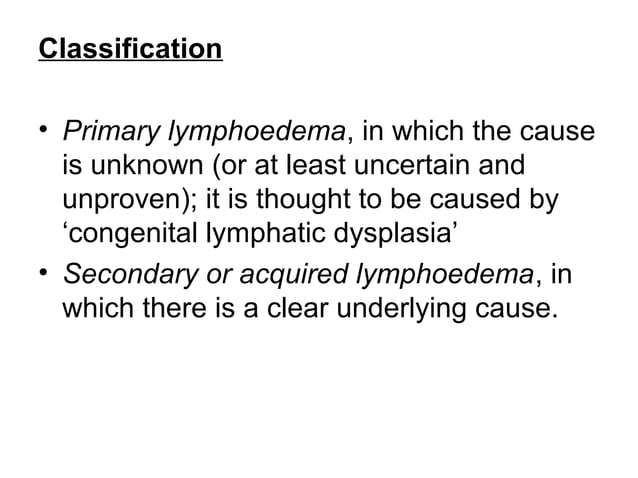 Classification
• Primary lymphoedema, in which the cause
is unknown (or at least uncertain and
unproven); it is thought to be caused by
‘congenital lymphatic dysplasia’
• Secondary or acquired lymphoedema, in
which there is a clear underlying cause.